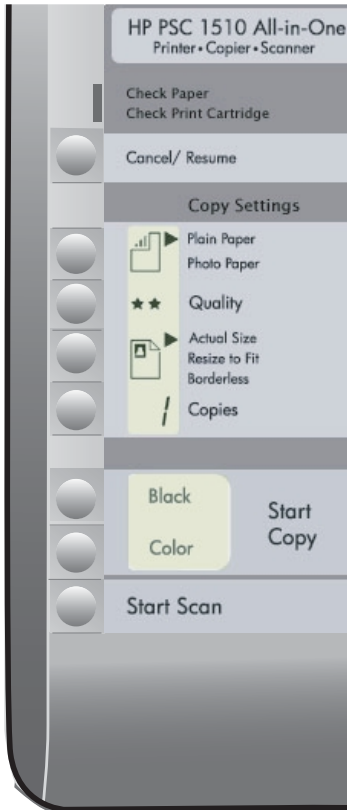 HP PSC 1510 All-in-One
Printer • Copier • Scanner
Check Paper
Check Print Cartridge
Cancel/ Resume
Copy Settings
Plain Paper
Photo Paper
Quality
Actual Size
Resize to Fit
Borderless
1 Copies
Black
Start
Copy
Color
Start Scan